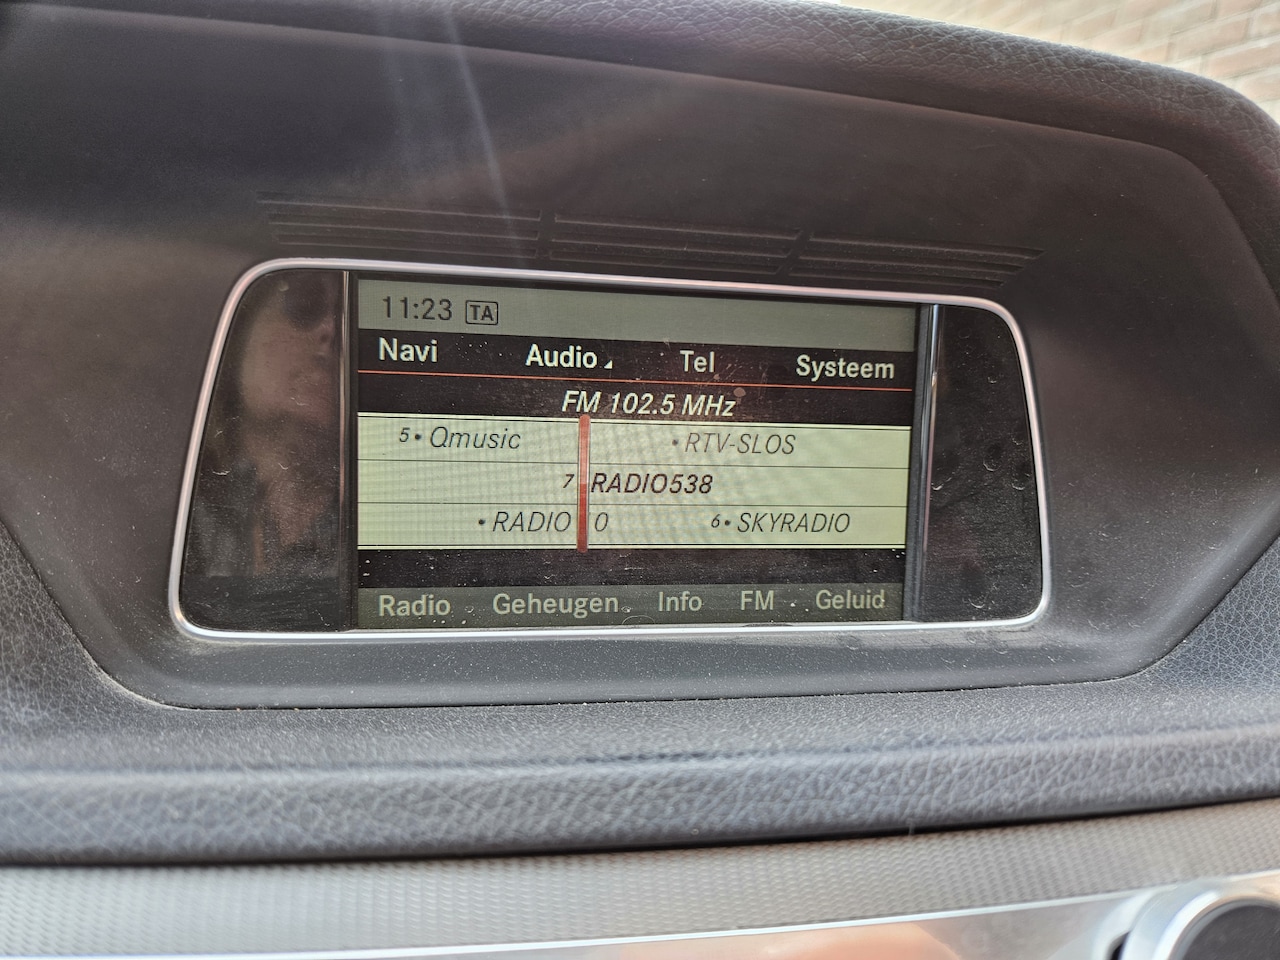 11:23 TA
Navi Audio Tel Systeem
FM 102.5 MHz
5• Qmusic •RTV-SLOS
7 RADIO538
•RADIO 0 6• SKYRADIO
Radio Geheugen Info FM Geluid